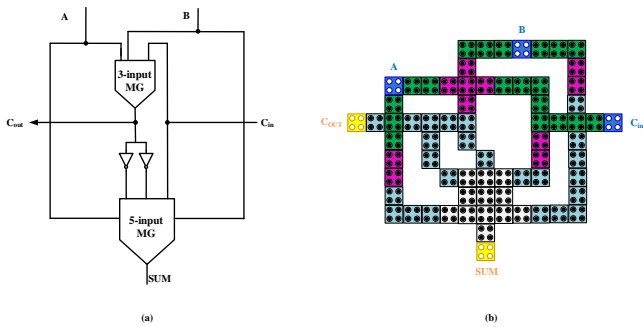 A
B
3-input
MG
Cout
Cin
5-input
MG
SUM
(a)
B
A
COUT
Cin
SUM
(b)